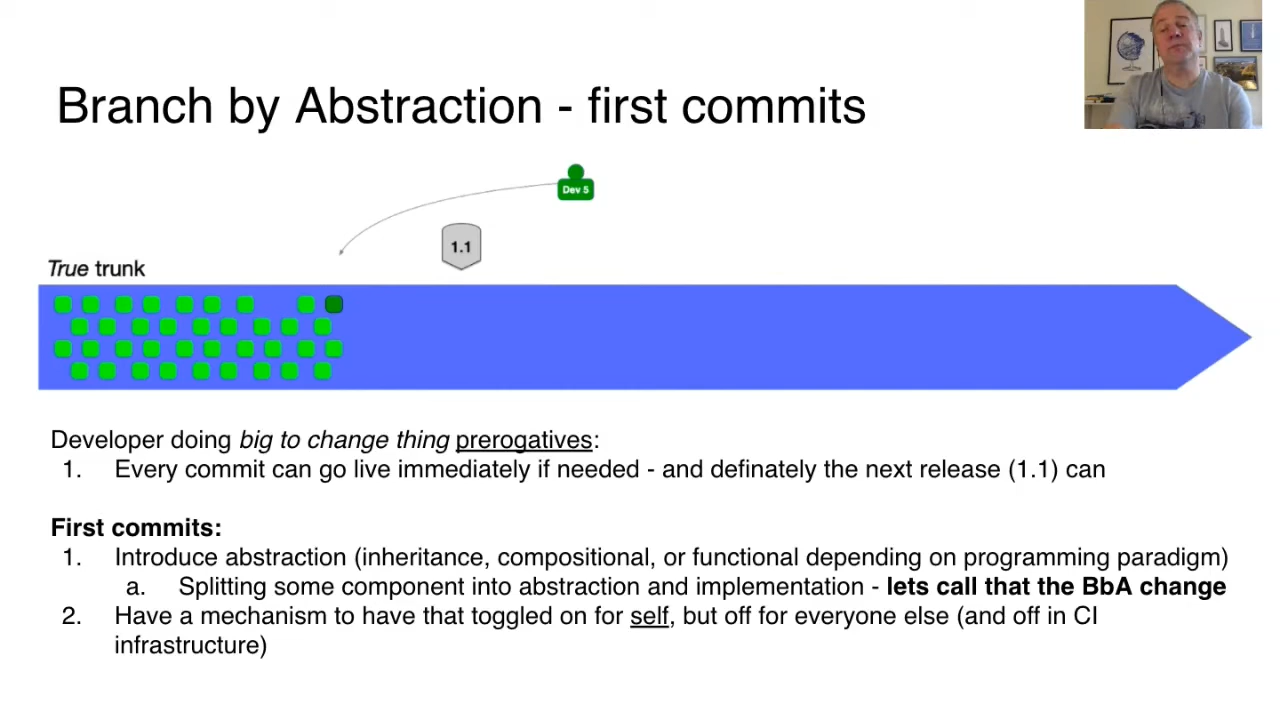 Branch by Abstraction - first commits
Dev 5
1.1
True trunk
Developer doing big to change thing prerogatives:
1. Every commit can go live immediately if needed - and definately the next release (1.1) can
First commits:
1. Introduce abstraction (inheritance, compositional, or functional depending on programming paradigm)
a. Splitting some component into abstraction and implementation - lets call that the BbA change
2. Have a mechanism to have that toggled on for self, but off for everyone else (and off in CI
infrastructure)